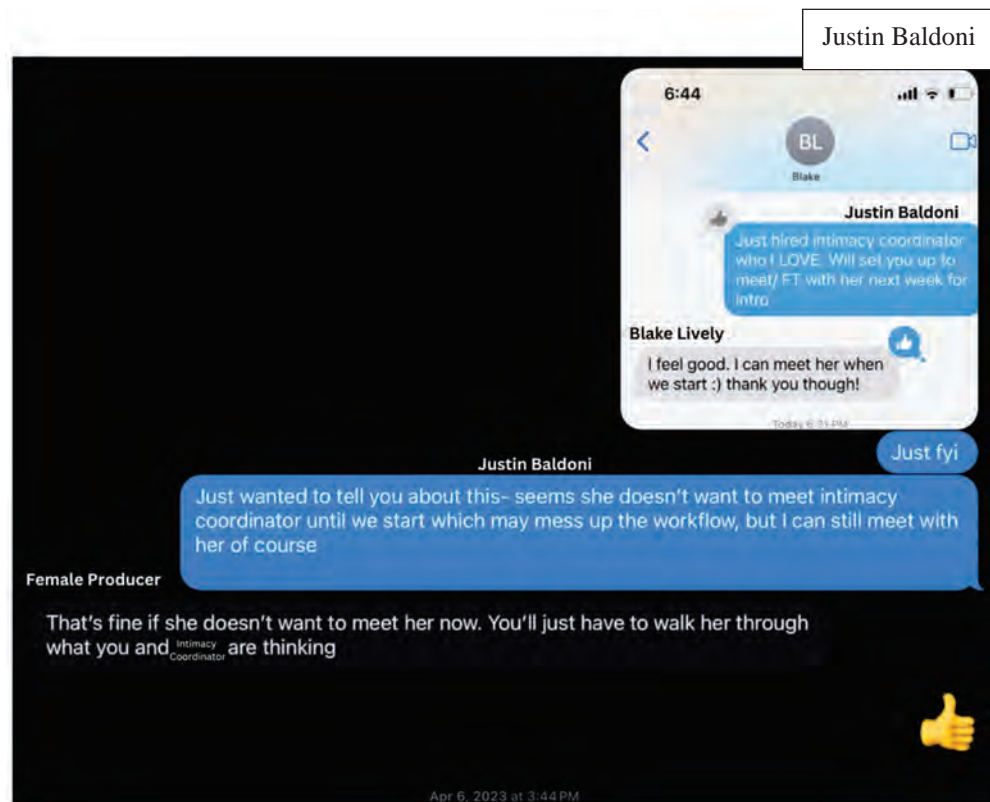 Justin Baldoni
6:44
BL
Blake
Justin Baldoni
Just hired intimacy coordinator
who I LOVE. Will set you up to
meet/ FT with her next week for
intro
Blake Lively
I feel good. I can meet her when
we start :) thank you though!
Today 6:31 PM
Just fyi
Justin Baldoni
Just wanted to tell you about this- seems she doesn't want to meet intimacy
coordinator until we start which may mess up the workflow, but I can still meet with
her of course
Female Producer
That's fine if she doesn't want to meet her now. You'll just have to walk her through
what you and Intimacy Coordinator are thinking
Apr 6, 2023 at 3:44 PM